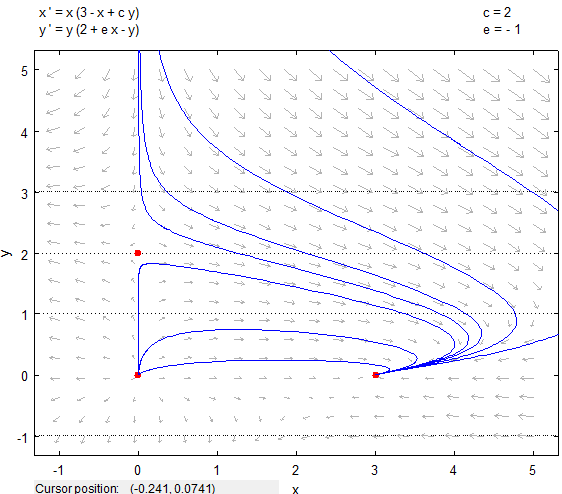 x ' = x (3 - x + c y)
y ' = y (2 + e x - y)
c = 2
e = - 1
5
4
3
2
1
0
-1
y
-1 0 1 2 3 4 5
Cursor position: (-0.241, 0.0741)
x